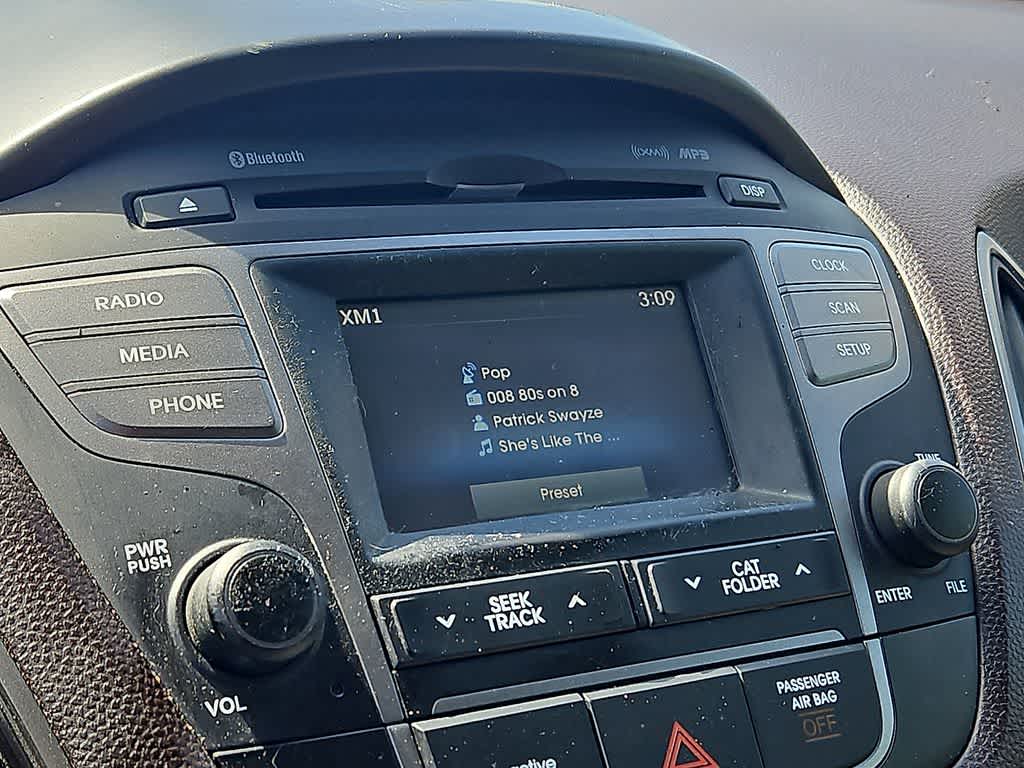 Bluetooth
((XM)) MP3
DISP
RADIO
MEDIA
PHONE
XM1
3:09
Pop
008 80s on 8
Patrick Swayze
She's Like The ...
Preset
CLOCK
SCAN
SETUP
TUNE
PWR
PUSH
VOL
SEEK
TRACK
CAT
FOLDER
ENTER
FILE
PASSENGER
AIR BAG
OFF